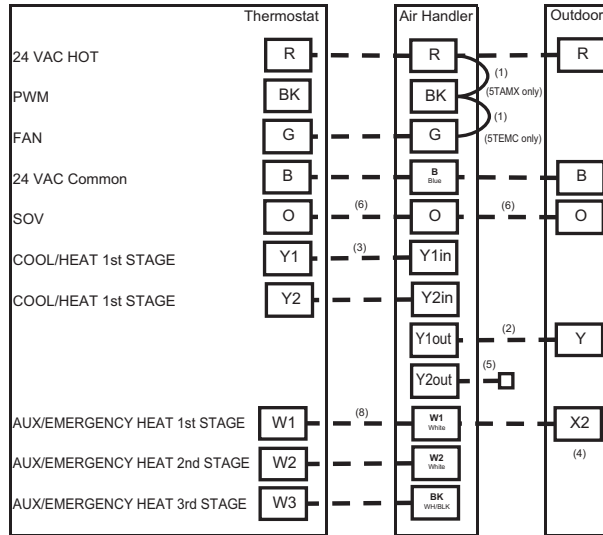 Thermostat Air Handler Outdoor
24 VAC HOT R R R
(1)
(5TAMX only)
PWM BK BK
(1)
(5TEMC only)
FAN G G
24 VAC Common B B B
Blue
SOV O (6) O (6) O
COOL/HEAT 1st STAGE Y1 (3) Y1in
COOL/HEAT 1st STAGE Y2 Y2in
Y1out (2) Y
Y2out (5)
AUX/EMERGENCY HEAT 1st STAGE W1 (8) W1 X2
White
(4)
AUX/EMERGENCY HEAT 2nd STAGE W2 W2
White
AUX/EMERGENCY HEAT 3rd STAGE W3 BK
WH/BLK